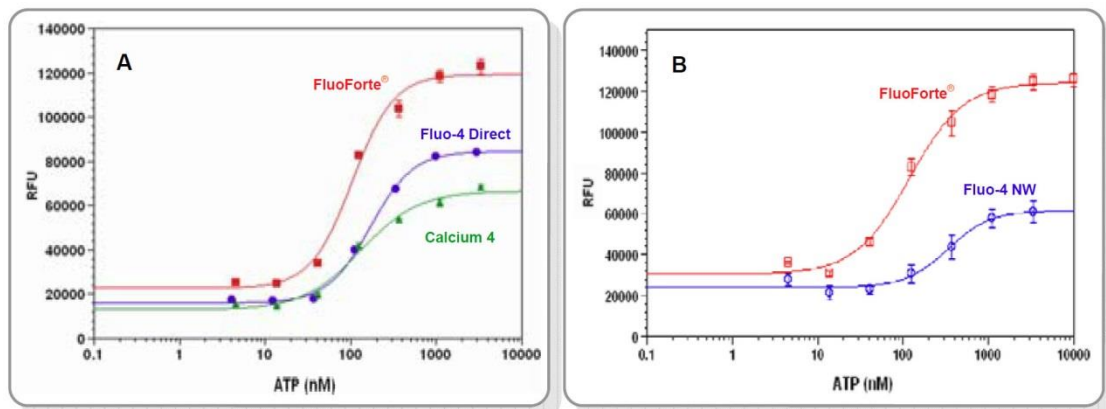 A
140000
120000
100000
80000
60000
40000
20000
0
RFU
FluoForte®
Fluo-4 Direct
Calcium 4
0.1 1 10 100 1000 10000
ATP (nM)
B
140000
120000
100000
80000
60000
40000
20000
0
RFU
FluoForte®
Fluo-4 NW
0.1 1 10 100 1000 10000
ATP (nM)